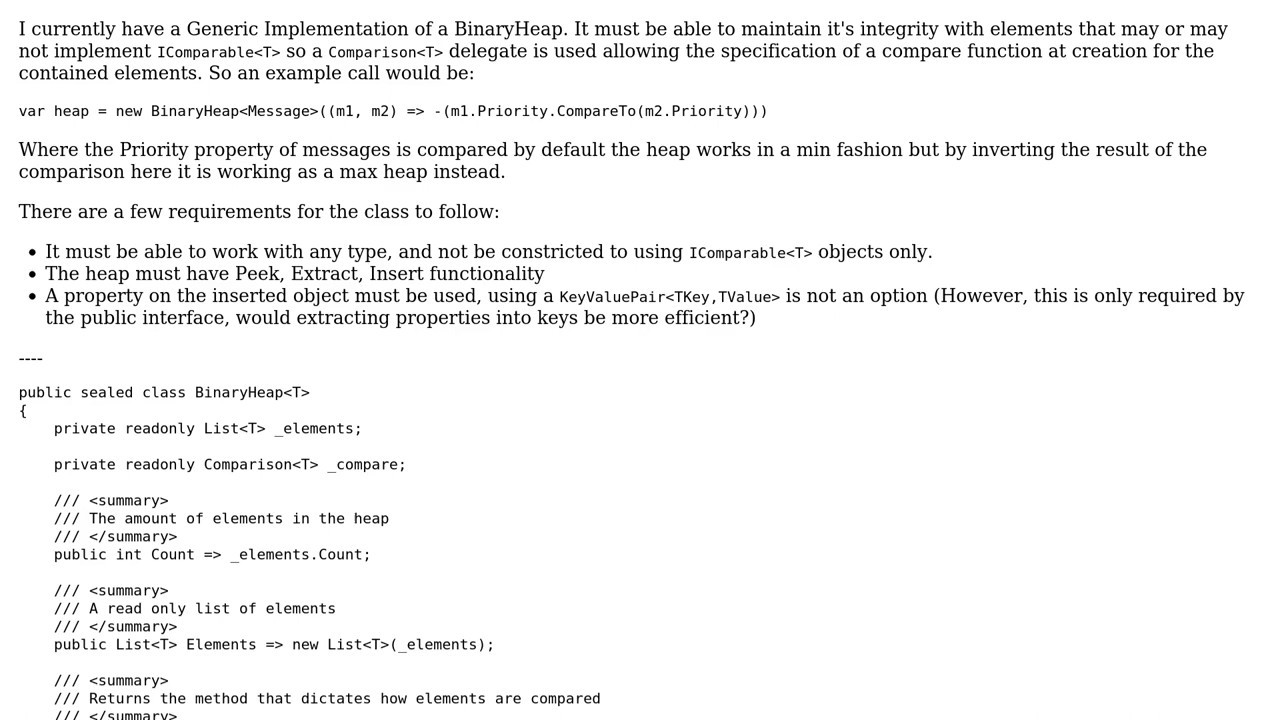 I currently have a Generic Implementation of a BinaryHeap. It must be able to maintain it's integrity with elements that may or may
not implement IComparable<T> so a Comparison<T> delegate is used allowing the specification of a compare function at creation for the
contained elements. So an example call would be:
var heap = new BinaryHeap<Message>((m1, m2) => -(m1.Priority.CompareTo(m2.Priority)))
Where the Priority property of messages is compared by default the heap works in a min fashion but by inverting the result of the
comparison here it is working as a max heap instead.
There are a few requirements for the class to follow:
• It must be able to work with any type, and not be constricted to using IComparable<T> objects only.
• The heap must have Peek, Extract, Insert functionality
• A property on the inserted object must be used, using a KeyValuePair<TKey,TValue> is not an option (However, this is only required by
the public interface, would extracting properties into keys be more efficient?)
----
public sealed class BinaryHeap<T>
{
    private readonly List<T> _elements;
    private readonly Comparison<T> _compare;
    /// <summary>
    /// The amount of elements in the heap
    /// </summary>
    public int Count => _elements.Count;
    /// <summary>
    /// A read only list of elements
    /// </summary>
    public List<T> Elements => new List<T>(_elements);
    /// <summary>
    /// Returns the method that dictates how elements are compared
    /// </summary>